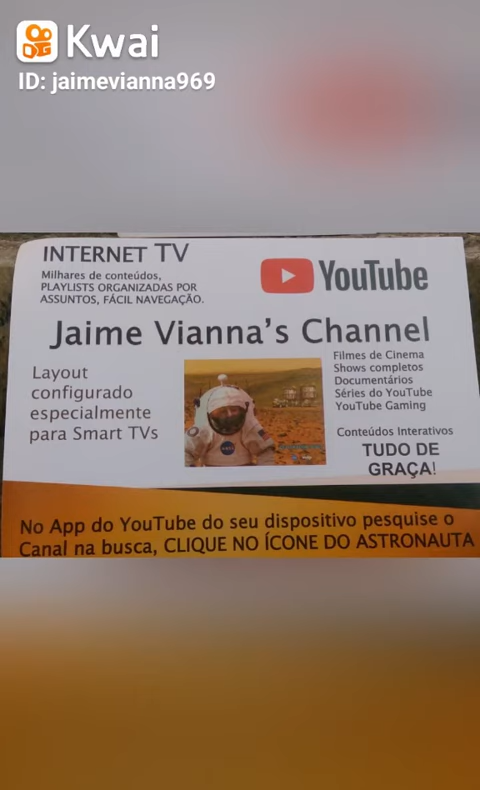 Kwai
ID: jaimevianna969
INTERNET TV
Milhares de conteúdos,
PLAYLISTS ORGANIZADAS POR
ASSUNTOS, FÁCIL NAVEGAÇÃO.
YouTube
Jaime Vianna's Channel
Layout
configurado
especialmente
para Smart TVs
NASA
Filmes de Cinema
Shows completos
Documentários
Séries do YouTube
YouTube Gaming
Conteúdos Interativos
TUDO DE
GRAÇA!
No App do YouTube do seu dispositivo pesquise o
Canal na busca, CLIQUE NO ÍCONE DO ASTRONAUTA